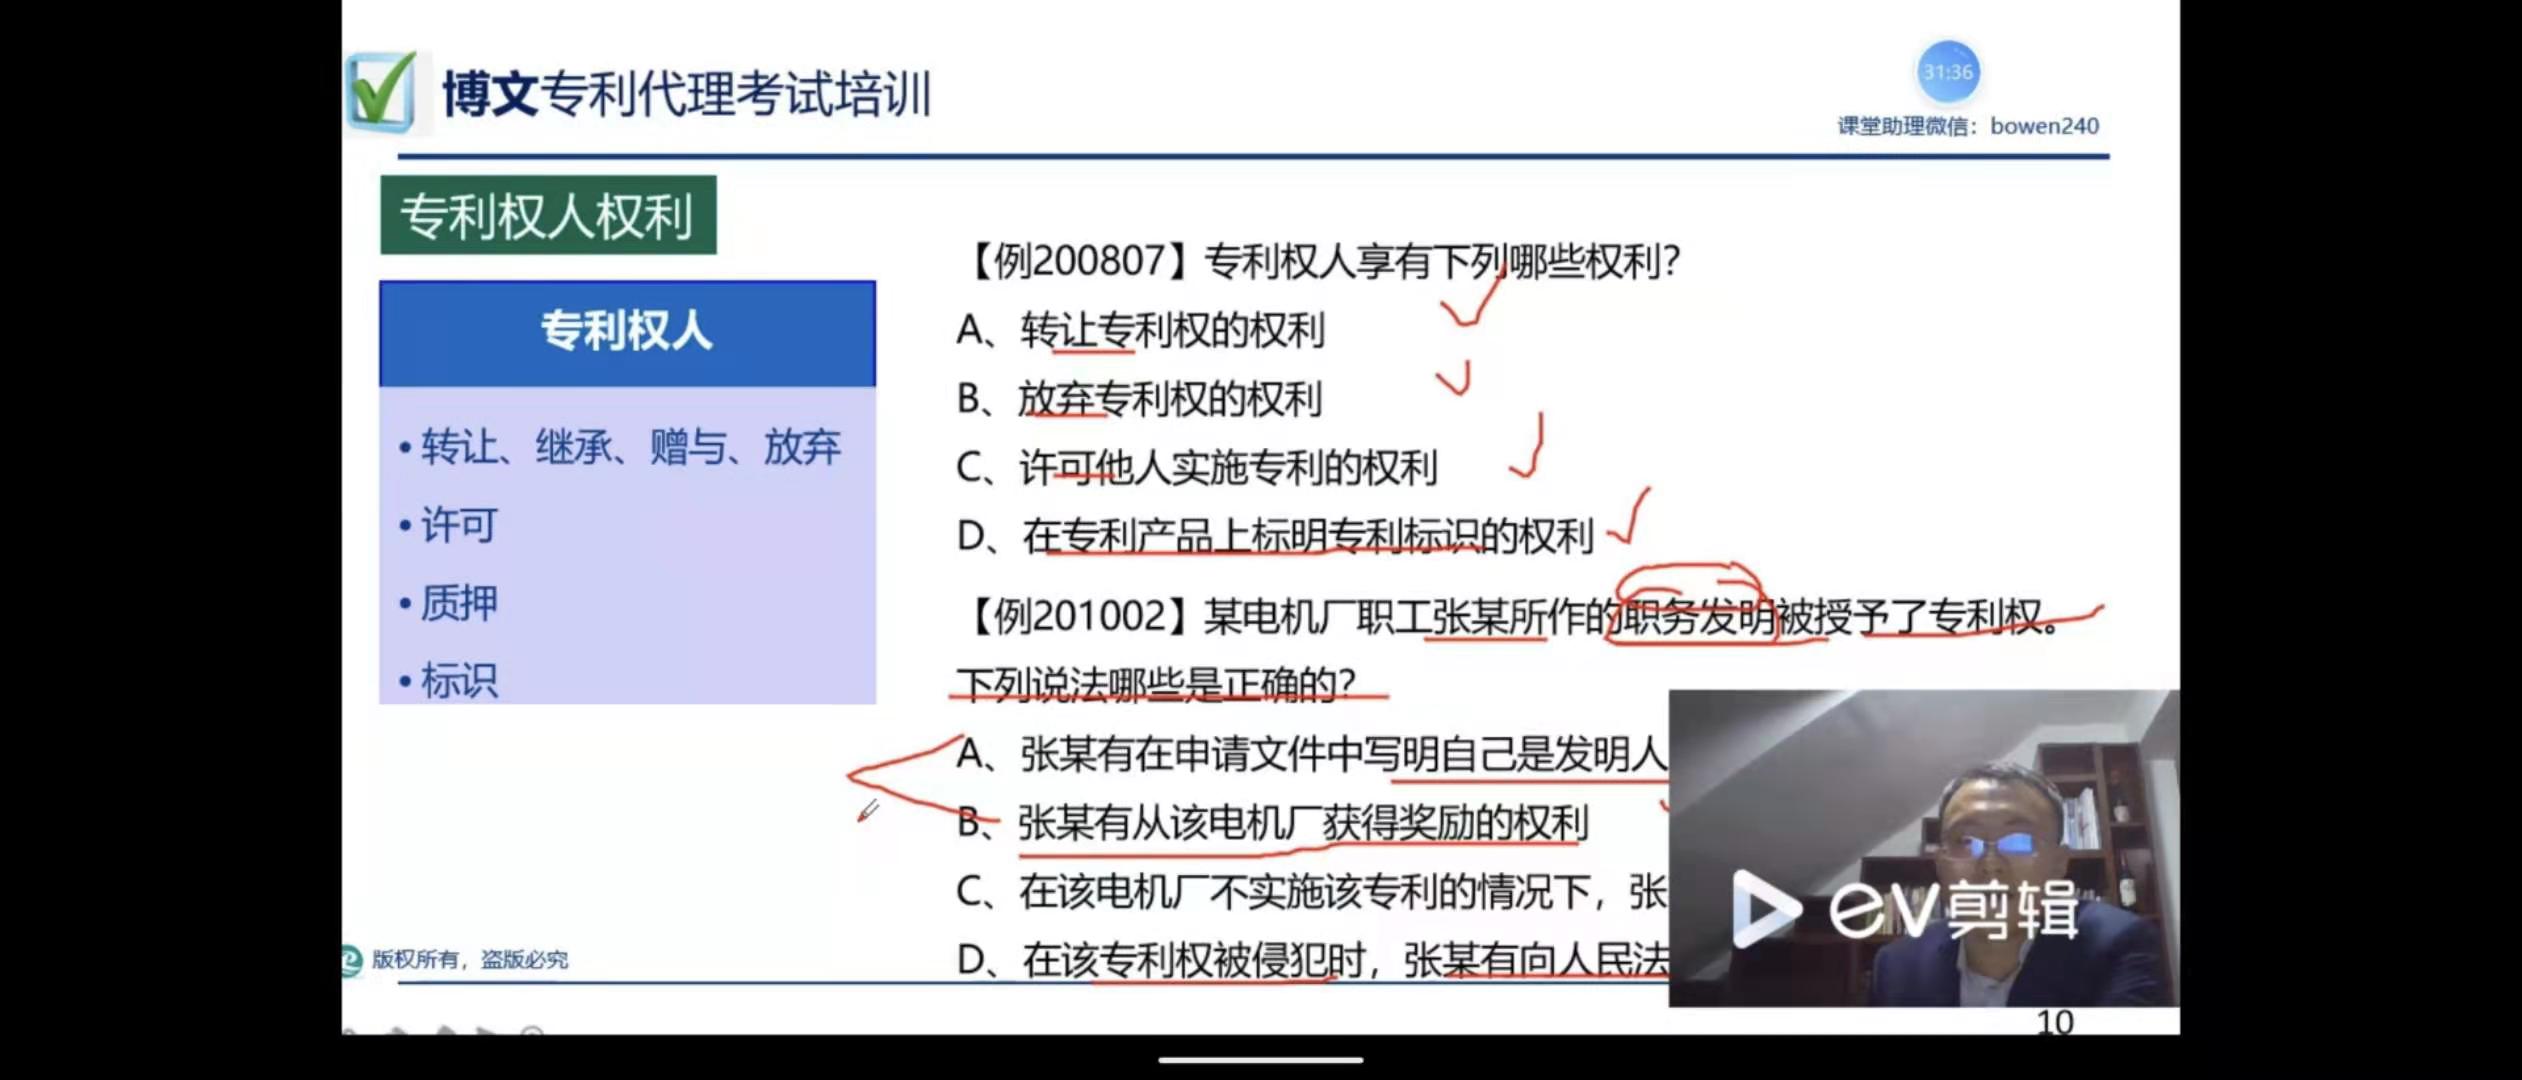 博文专利代理考试培训
31:36
课堂助理微信：bowen240
专利权人权利
专利权人
•转让、继承、赠与、放弃
•许可
•质押
•标识
【例200807】专利权人享有下列哪些权利？
A、转让专利权的权利
B、放弃专利权的权利
C、许可他人实施专利的权利
D、在专利产品上标明专利标识的权利
【例201002】某电机厂职工张某所作的职务发明被授予了专利权。
下列说法哪些是正确的？
A、张某有在申请文件中写明自己是发明人
B、张某有从该电机厂获得奖励的权利
C、在该电机厂不实施该专利的情况下，张
D、在该专利权被侵犯时，张某有向人民法
ev剪辑
版权所有，盗版必究
10